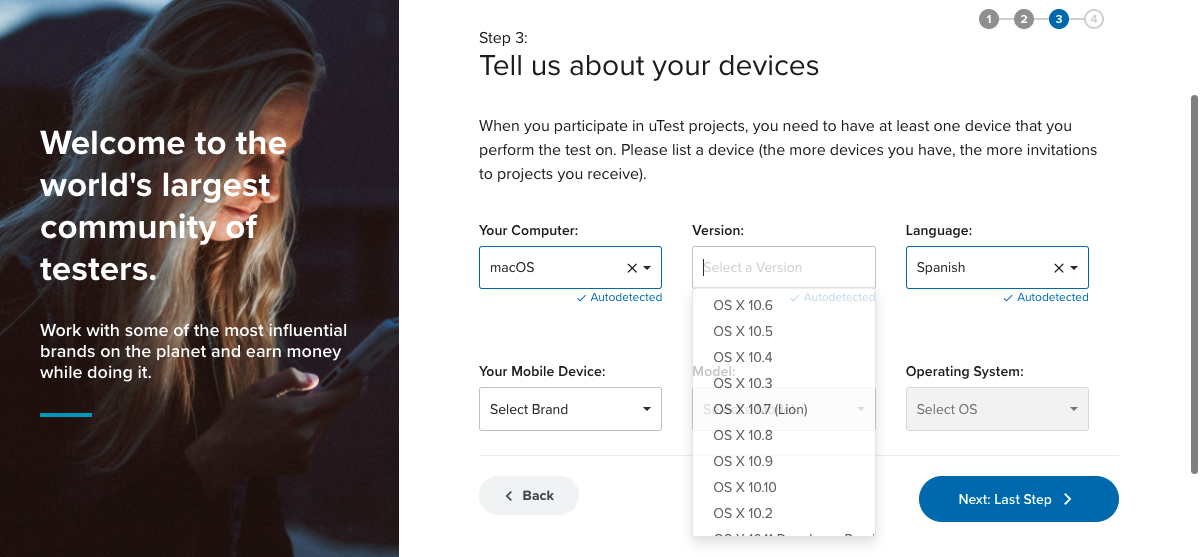 Welcome to the
world's largest
community of
testers.
Work with some of the most influential
brands on the planet and earn money
while doing it.
1 2 3 4
Step 3:
Tell us about your devices
When you participate in uTest projects, you need to have at least one device that you
perform the test on. Please list a device (the more devices you have, the more invitations
to projects you receive).
Your Computer: Version: Language:
macOS Select a Version Spanish
Autodetected Autodetected Autodetected
OS X 10.6
OS X 10.5
OS X 10.4
Your Mobile Device: Model: Operating System:
OS X 10.3
Select Brand OS X 10.7 (Lion) Select OS
OS X 10.8
OS X 10.9
OS X 10.10
OS X 10.2
Back Next: Last Step